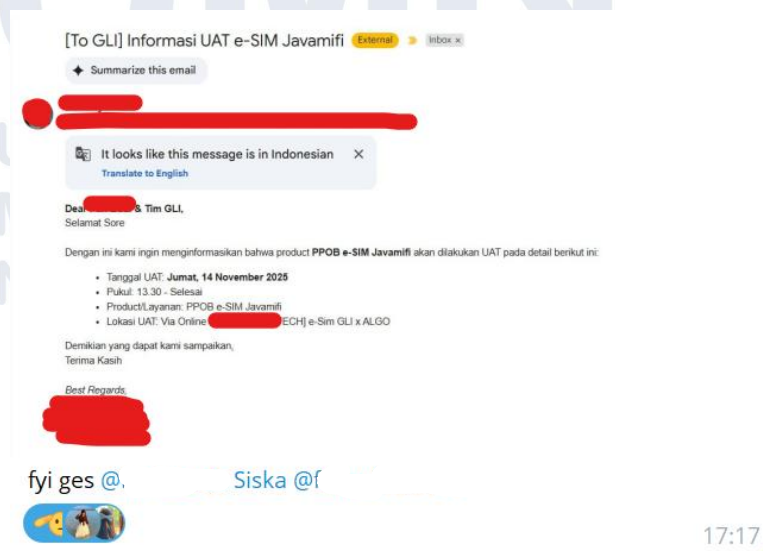 [To GLI] Informasi UAT e-SIM Javamifi External Inbox x
Summarize this email
It looks like this message is in Indonesian
Translate to English
Dear & Tim GLI,
Selamat Sore
Dengan ini kami ingin menginformasikan bahwa product PPOB e-SIM Javamifi akan dilakukan UAT pada detail berikut ini:
• Tanggal UAT: Jumat, 14 November 2025
• Pukul: 13.30 - Selesai
• Product/Layanan: PPOB e-SIM Javamifi
• Lokasi UAT: Via Online ECH] e-Sim GLI x ALGO
Demikian yang dapat kami sampaikan,
Terima Kasih
Best Regards,
fyi ges @. Siska @f
17:17